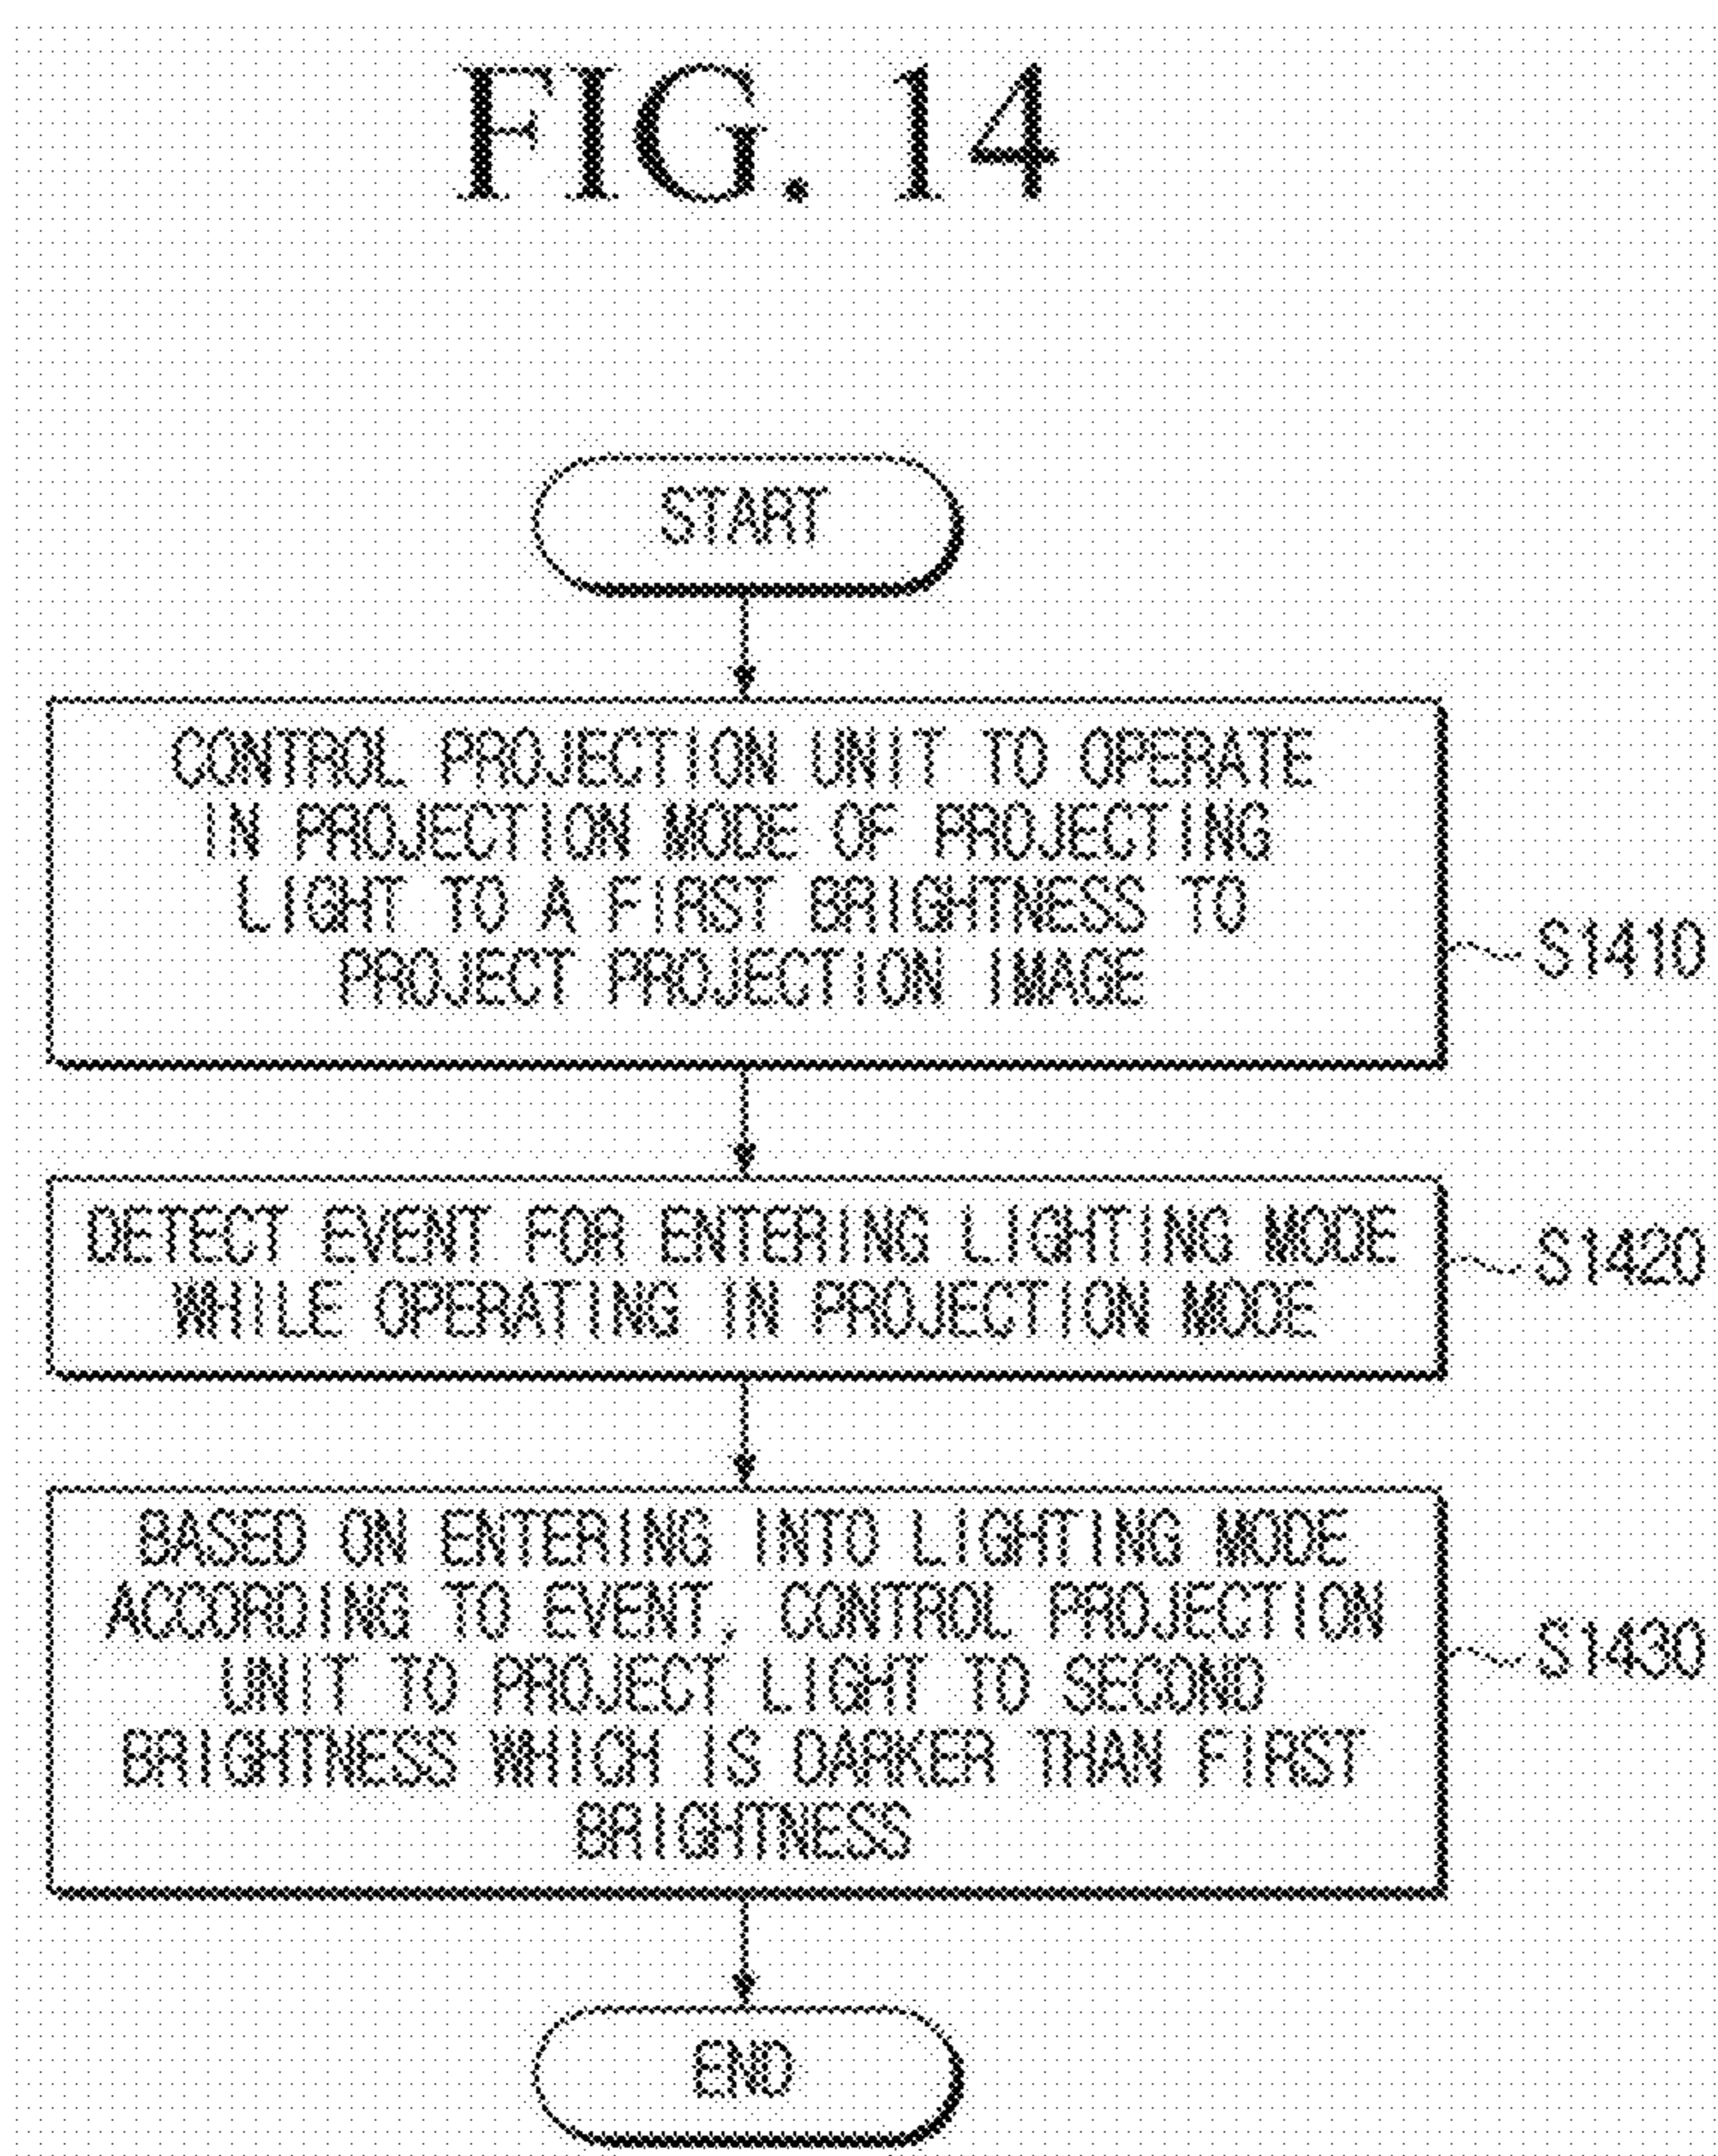 FIG. 14
START
CONTROL PROJECTION UNIT TO OPERATE
IN PROJECTION MODE OF PROJECTING
LIGHT TO A FIRST BRIGHTNESS TO
PROJECT PROJECTION IMAGE
S1410
DETECT EVENT FOR ENTERING LIGHTING MODE
WHILE OPERATING IN PROJECTION MODE
S1420
BASED ON ENTERING INTO LIGHTING MODE
ACCORDING TO EVENT, CONTROL PROJECTION
UNIT TO PROJECT LIGHT TO SECOND
BRIGHTNESS WHICH IS DARKER THAN FIRST
BRIGHTNESS
S1430
END